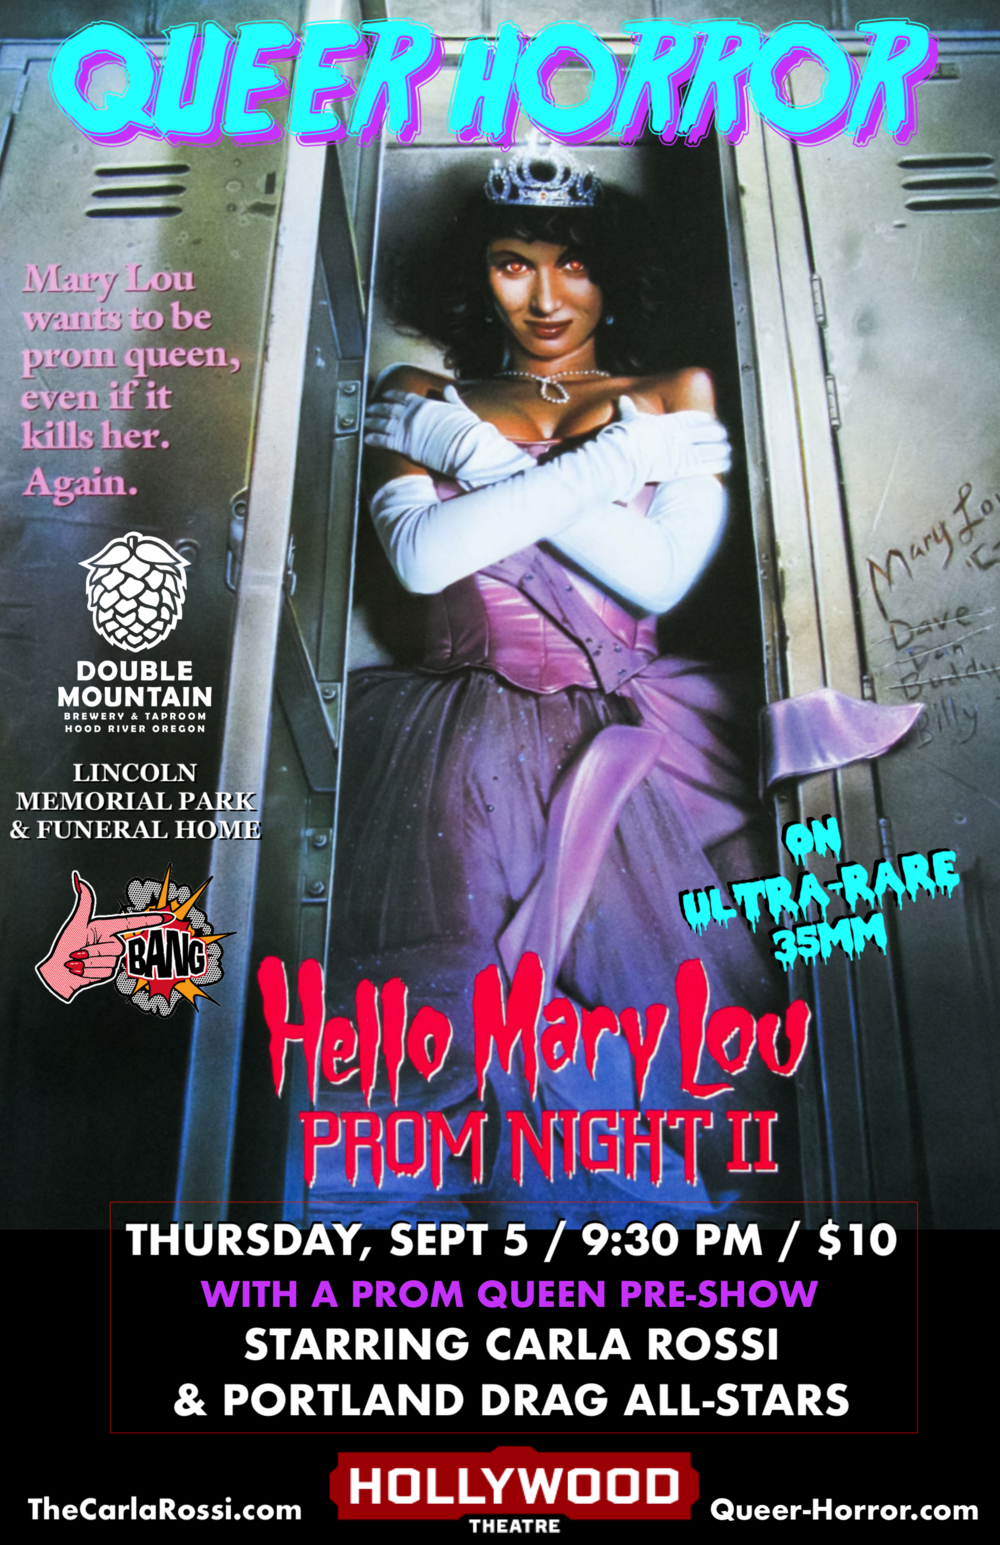 QUEER HORROR
Mary Lou
wants to be
prom queen,
even if it
kills her.
Again.
DOUBLE
MOUNTAIN
BREWERY & TAPROOM
HOOD RIVER OREGON
LINCOLN
MEMORIAL PARK
& FUNERAL HOME
BANG
Mary Lou
Dave
Dan
Buddy
Billy
ON
ULTRA-RARE
35MM
Hello Mary Lou
PROM NIGHT II
THURSDAY, SEPT 5 / 9:30 PM / $10
WITH A PROM QUEEN PRE-SHOW
STARRING CARLA ROSSI
& PORTLAND DRAG ALL-STARS
HOLLYWOOD
THEATRE
TheCarlaRossi.com
Queer-Horror.com